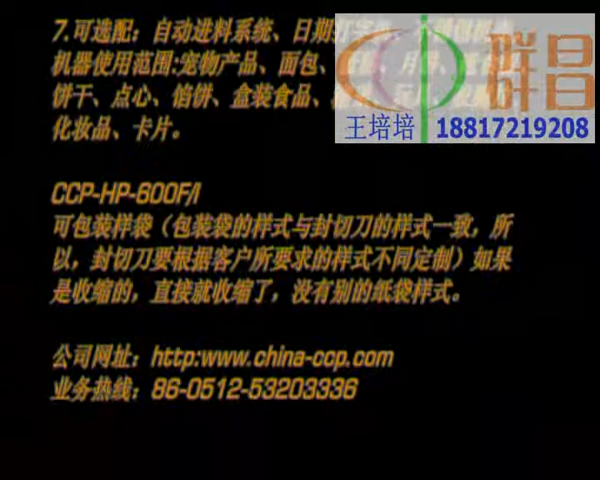 7.可选配：自动进料系统、日期打字
机器使用范围:宠物产品、面包、
饼干、点心、馅饼、盒装食品、
化妆品、卡片。
群昌
王培培 18817219208
CCP-HP-600F/I
可包装样袋（包装袋的样式与封切刀的样式一致，所
以，封切刀要根据客户所要求的样式不同定制）如果
是收缩的，直接就收缩了，没有别的纸袋样式。
公司网址：http:www.china-ccp.com
业务热线：86-0512-53203336